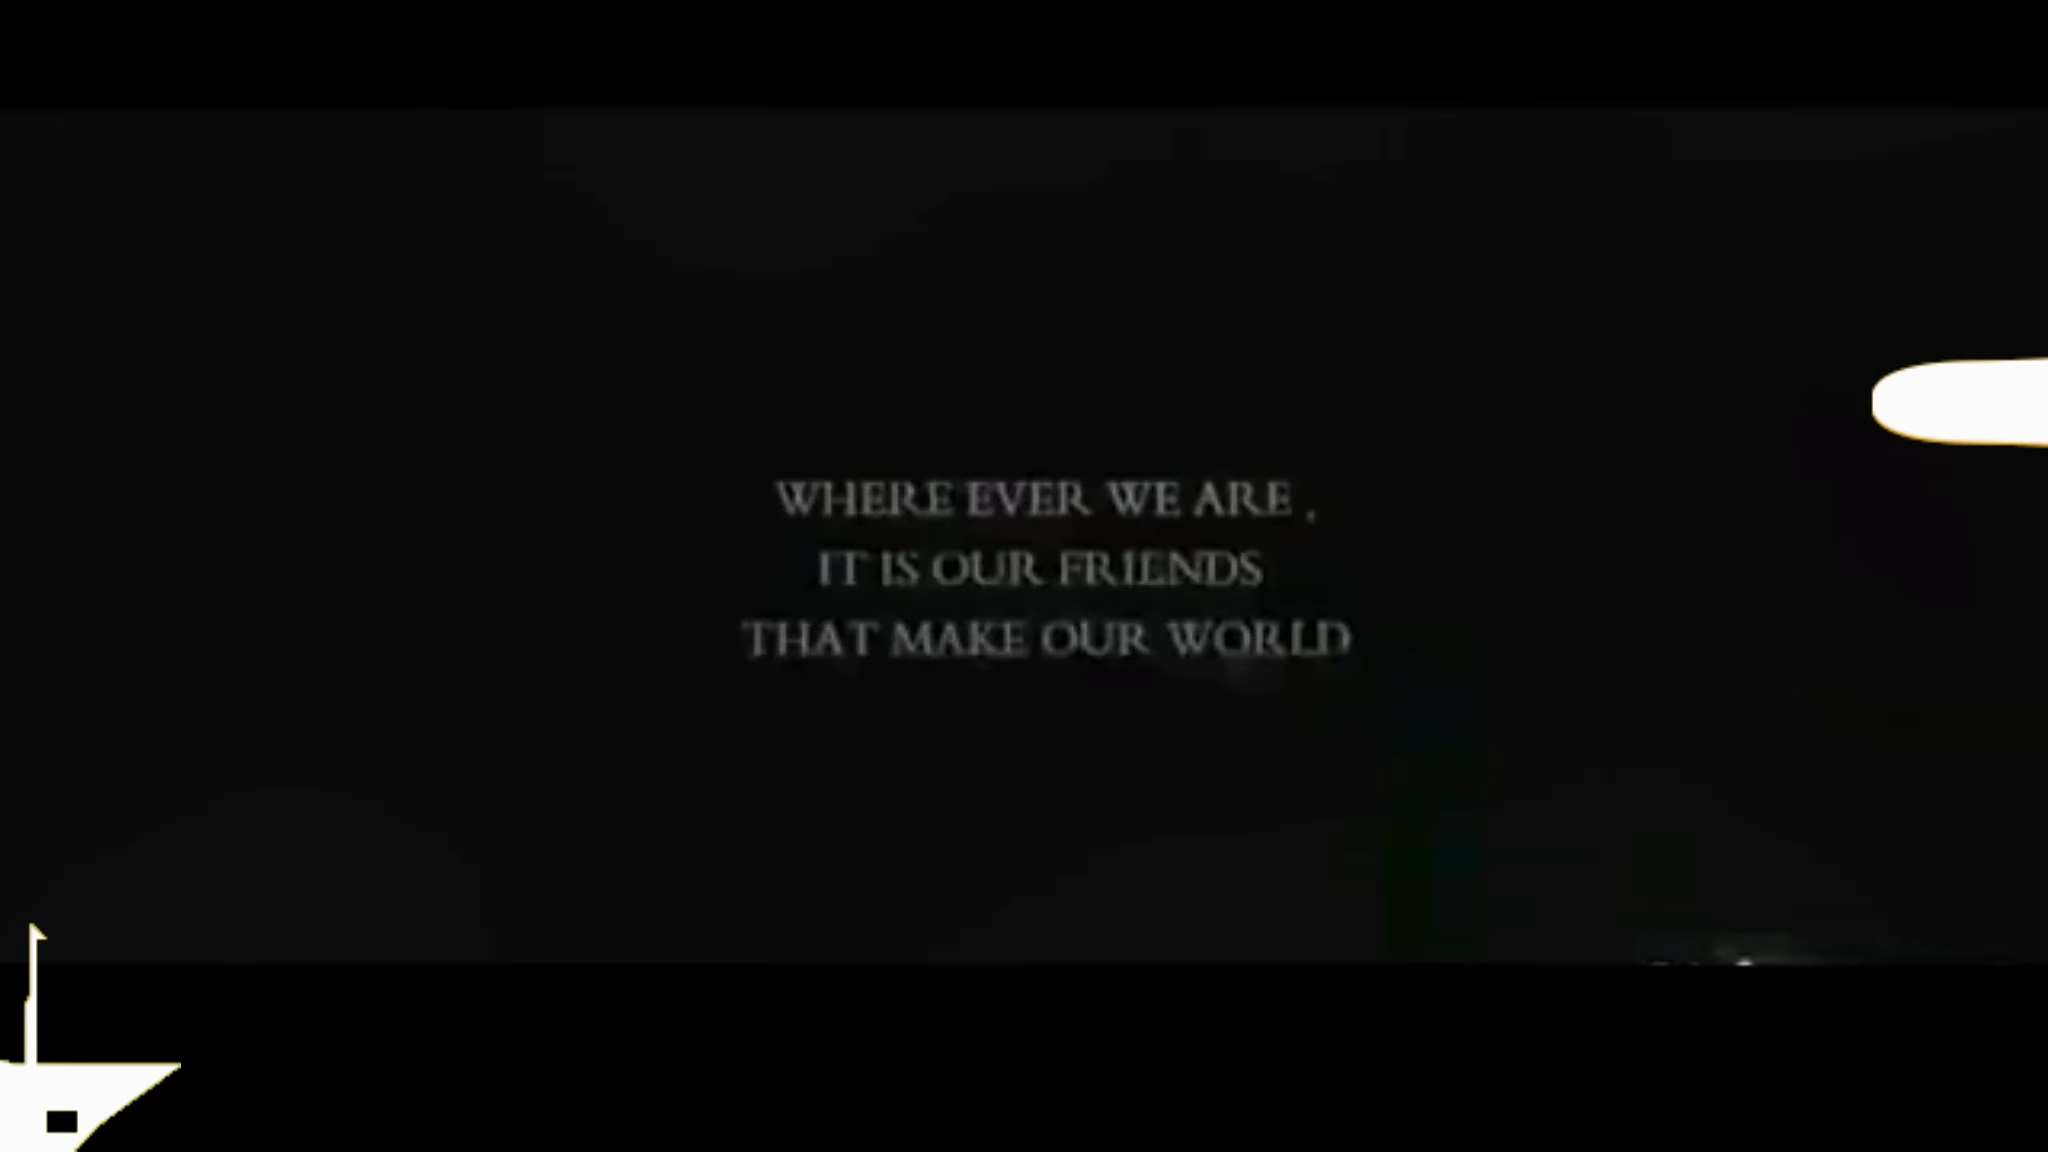 WHERE EVER WE ARE ,
IT IS OUR FRIENDS
THAT MAKE OUR WORLD